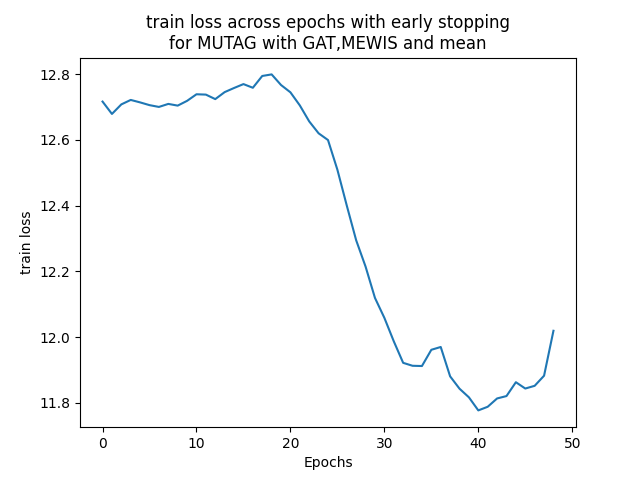 train loss across epochs with early stopping
for MUTAG with GAT,MEWIS and mean
12.8
12.6
12.4
12.2
12.0
11.8
train loss
0 10 20 30 40 50
Epochs